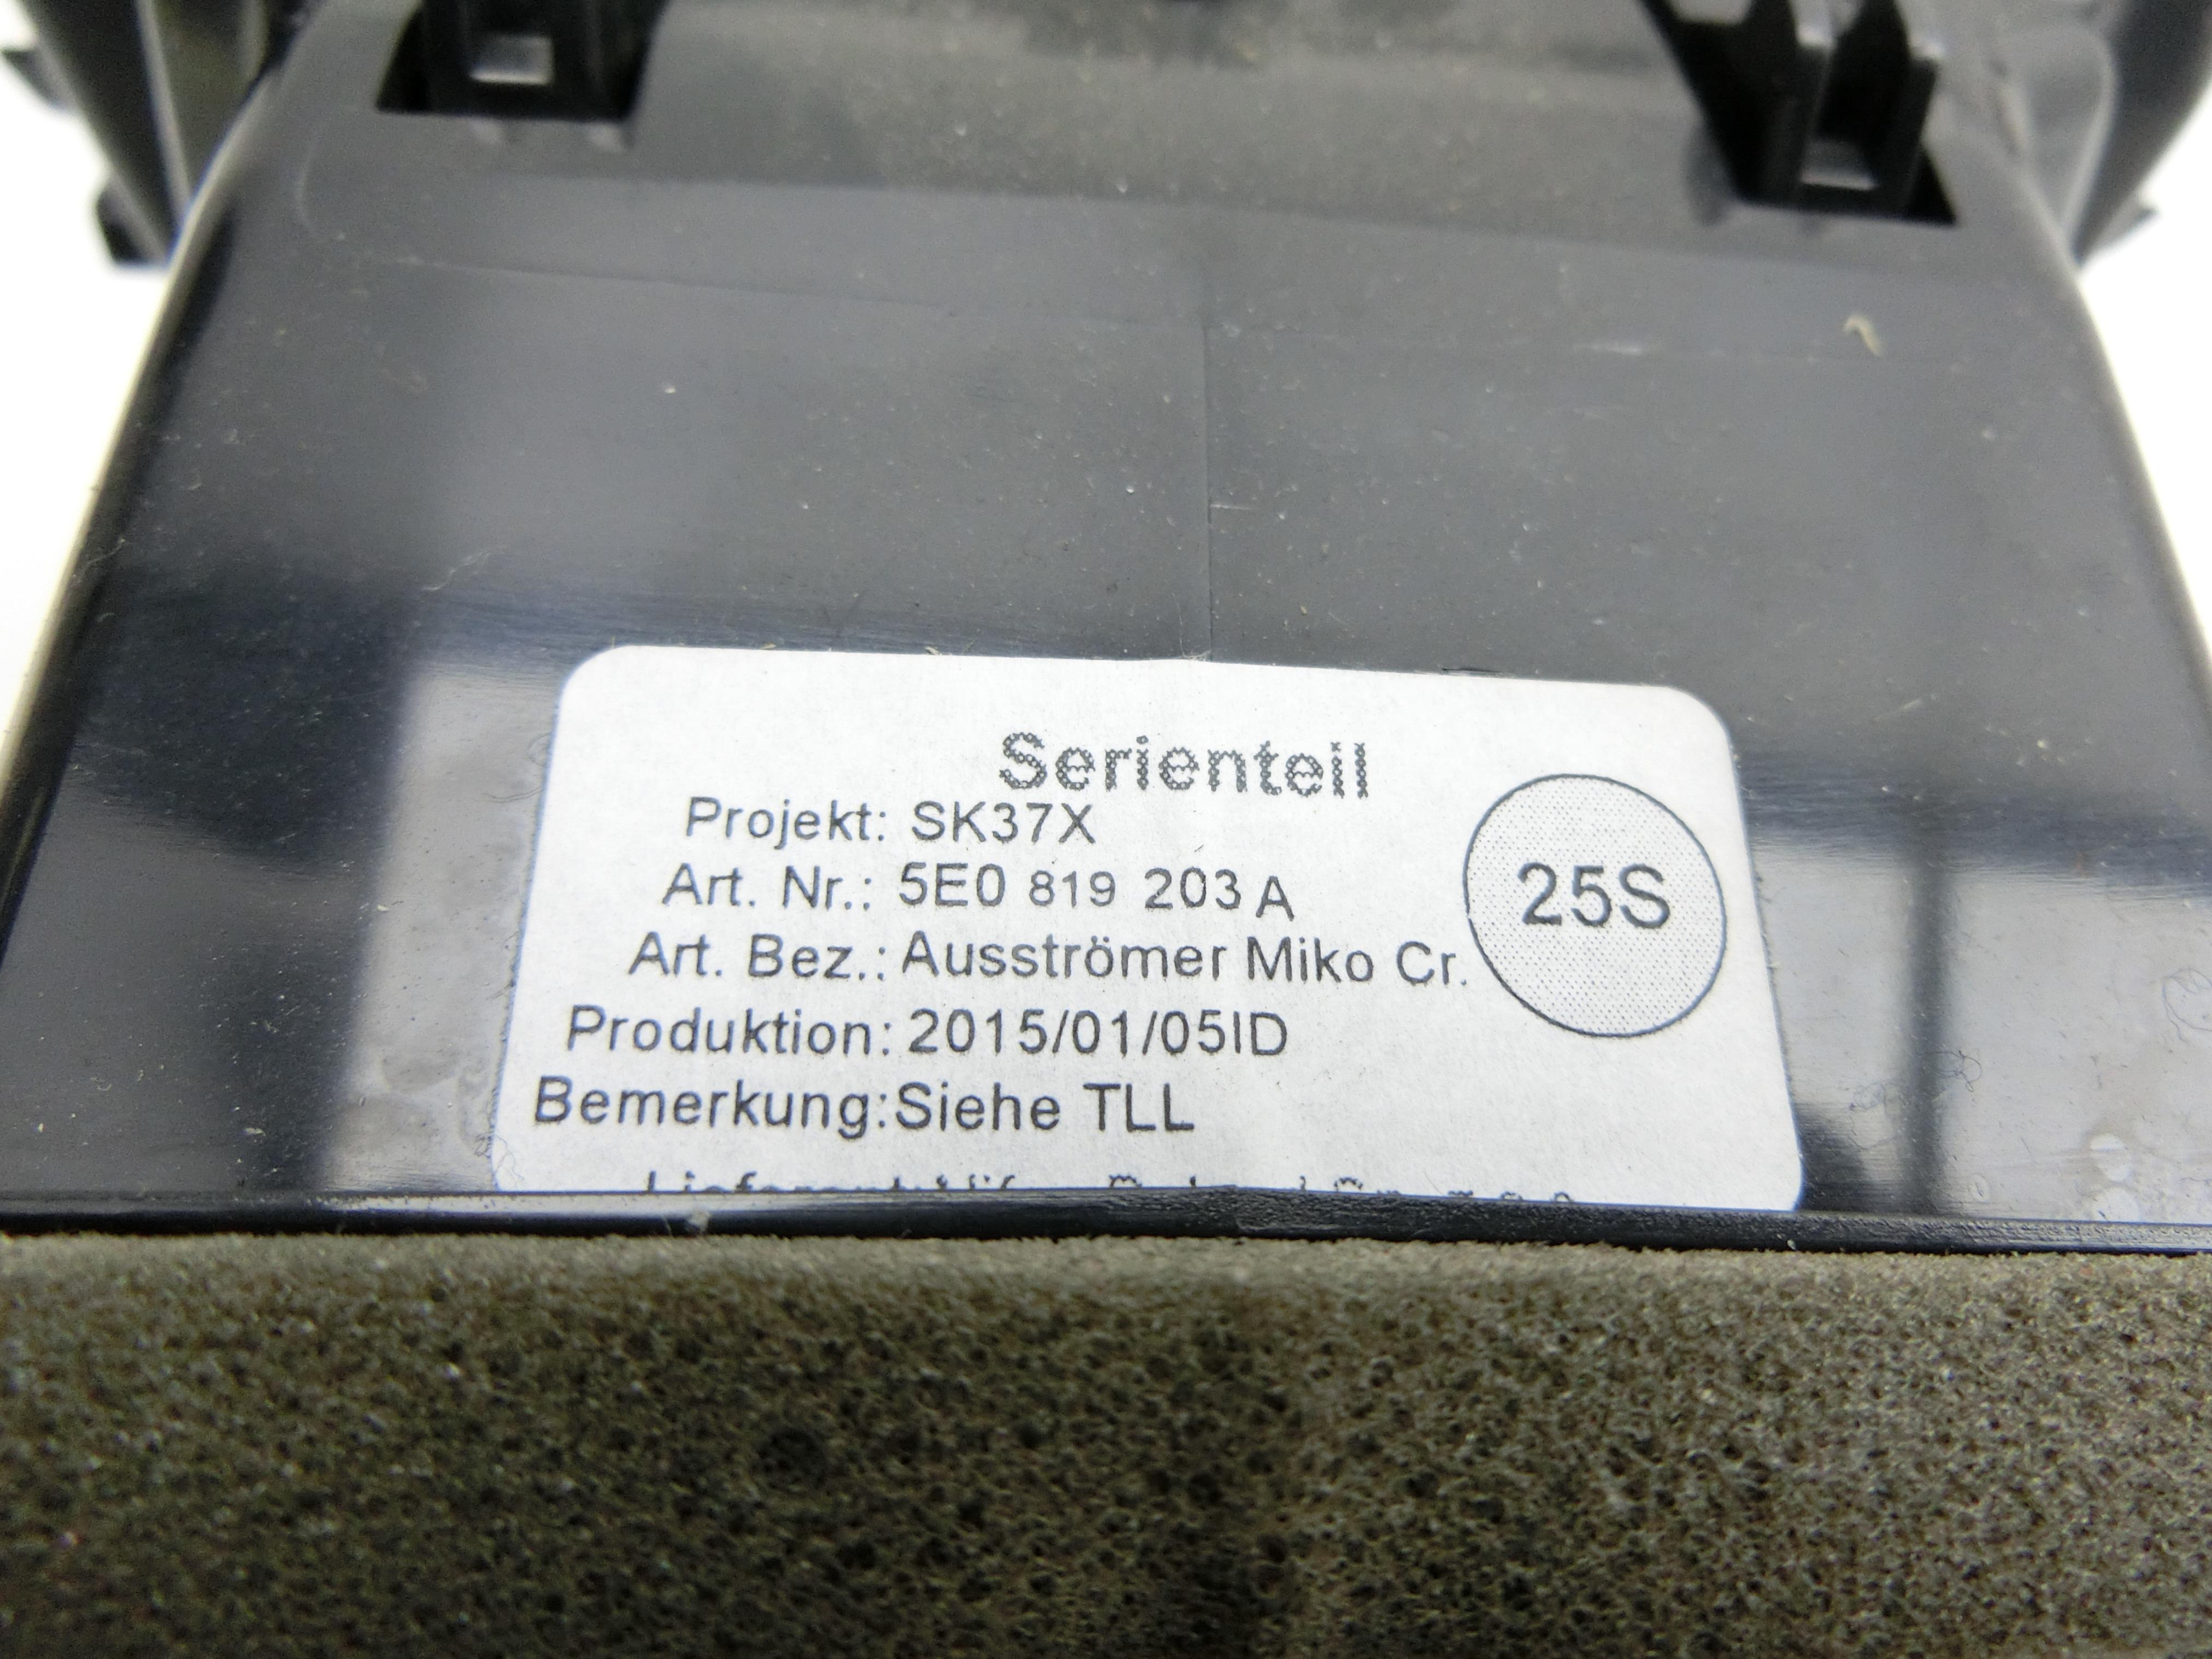 Serienteil
Projekt: SK37X
Art. Nr.: 5E0 819 203 A
25S
Art. Bez.: Ausströmer Miko Cr.
Produktion: 2015/01/05ID
Bemerkung:Siehe TLL